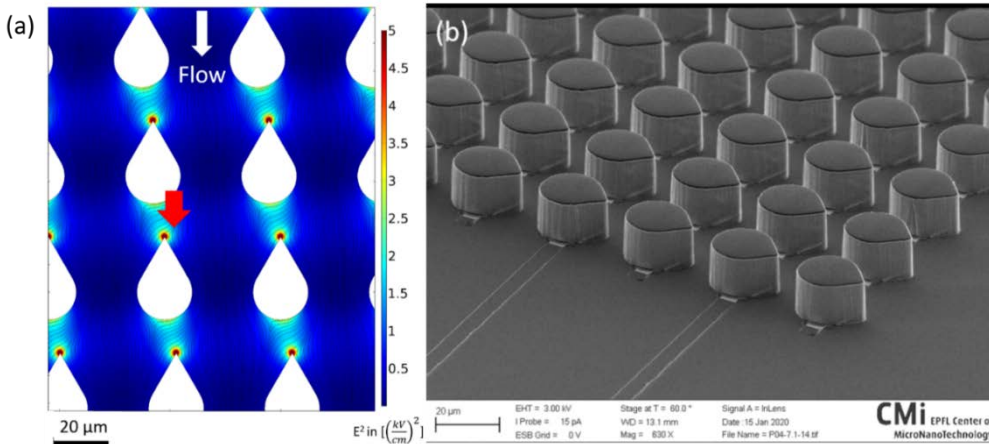 (a)
Flow
5
4.5
4
3.5
3
2.5
2
1.5
1
0.5
20 µm
E² in [(kV/cm)²]
(b)
20 µm
EHT = 3.00 kV
I Probe = 15 pA
ESB Grid = 0 V
Stage at T = 60.0 °
WD = 13.1 mm
Mag = 630 X
Signal A = InLens
Date :15 Jan 2020
File Name = P04-7.1-14.tif
CMi EPFL Center of
MicroNanoTechnology